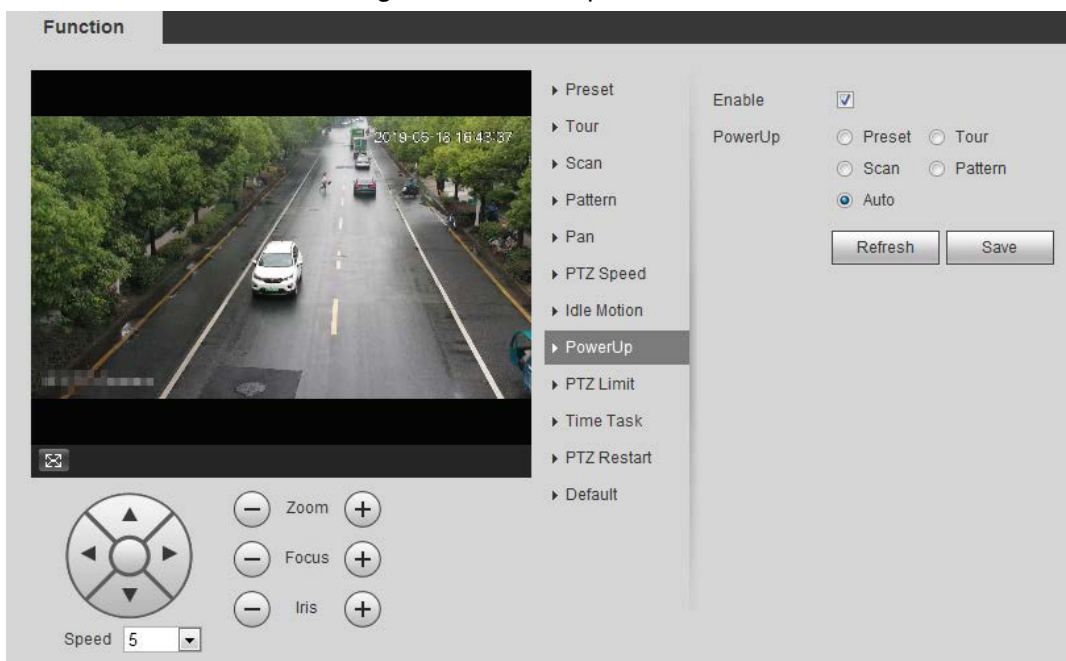 Function
2019-05-18 16:43:37
Preset
Tour
Scan
Pattern
Pan
PTZ Speed
Idle Motion
PowerUp
PTZ Limit
Time Task
PTZ Restart
Default
Enable
PowerUp
Preset Tour
Scan Pattern
Auto
Refresh Save
Zoom
Focus
Iris
Speed 5